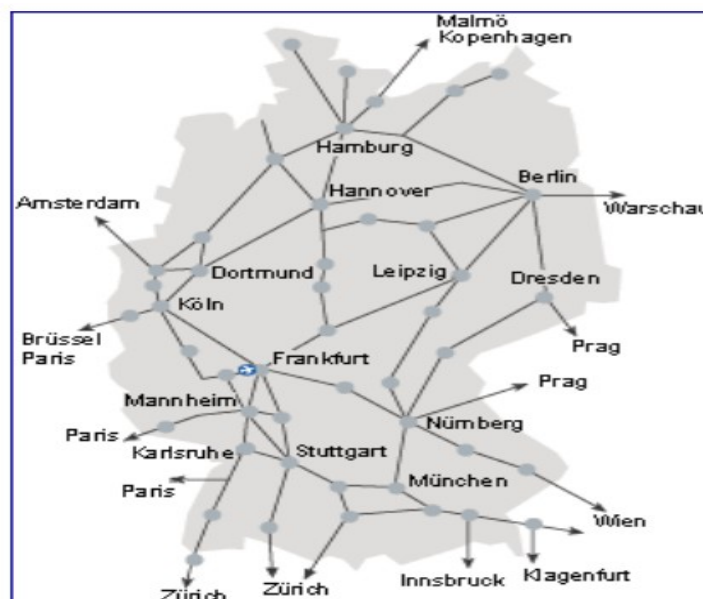 Malmö
Kopenhagen
Hamburg
Hannover
Berlin
Amsterdam
Warschau
Dortmund
Leipzig
Dresden
Köln
Brüssel
Paris
Frankfurt
Prag
Prag
Mannheim
Nürnberg
Paris
Karlsruhe
Stuttgart
Paris
München
Wien
Zürich
Zürich
Innsbruck
Klagenfurt